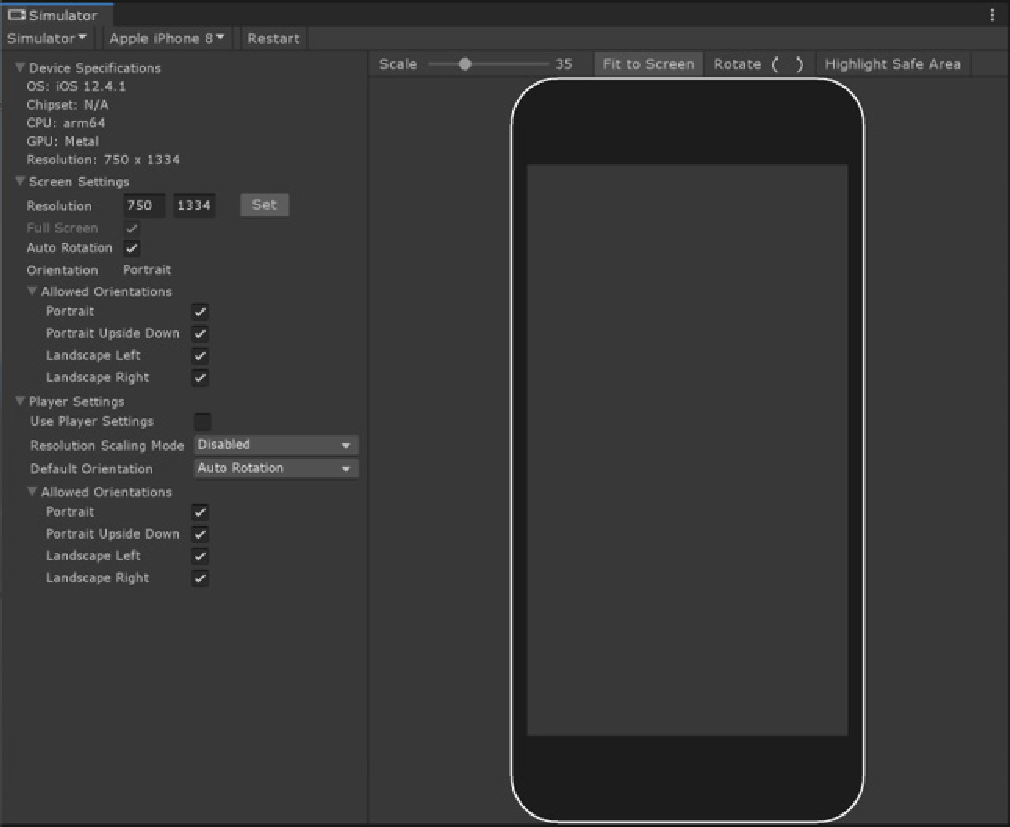 Simulator
Simulator Apple iPhone 8 Restart
Scale 35 Fit to Screen Rotate Highlight Safe Area
Device Specifications
OS: iOS 12.4.1
Chipset: N/A
CPU: arm64
GPU: Metal
Resolution: 750 x 1334
Screen Settings
Resolution 750 1334 Set
Full Screen
Auto Rotation
Orientation Portrait
Allowed Orientations
Portrait
Portrait Upside Down
Landscape Left
Landscape Right
Player Settings
Use Player Settings
Resolution Scaling Mode Disabled
Default Orientation Auto Rotation
Allowed Orientations
Portrait
Portrait Upside Down
Landscape Left
Landscape Right